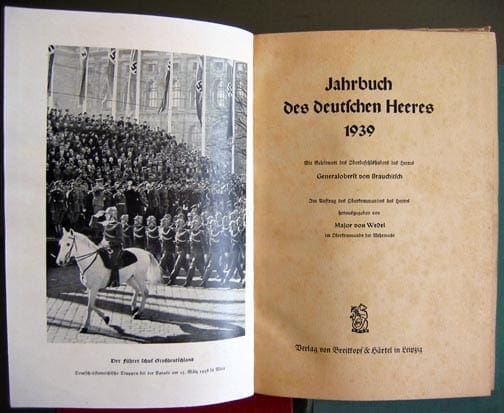 Der Führer schuf Großdeutschland
Deutsch-österreichische Truppen bei der Parade am 15. März 1938 in Wien
Jahrbuch
des deutschen Heeres
1939
Mit Geleitwort des Oberbefehlshabers des Heeres
Generaloberst von Brauchitsch
Im Auftrag des Oberkommandos des Heeres
herausgegeben von
Major von Wedel
im Oberkommando der Wehrmacht
Verlag von Breitkopf & Härtel in Leipzig